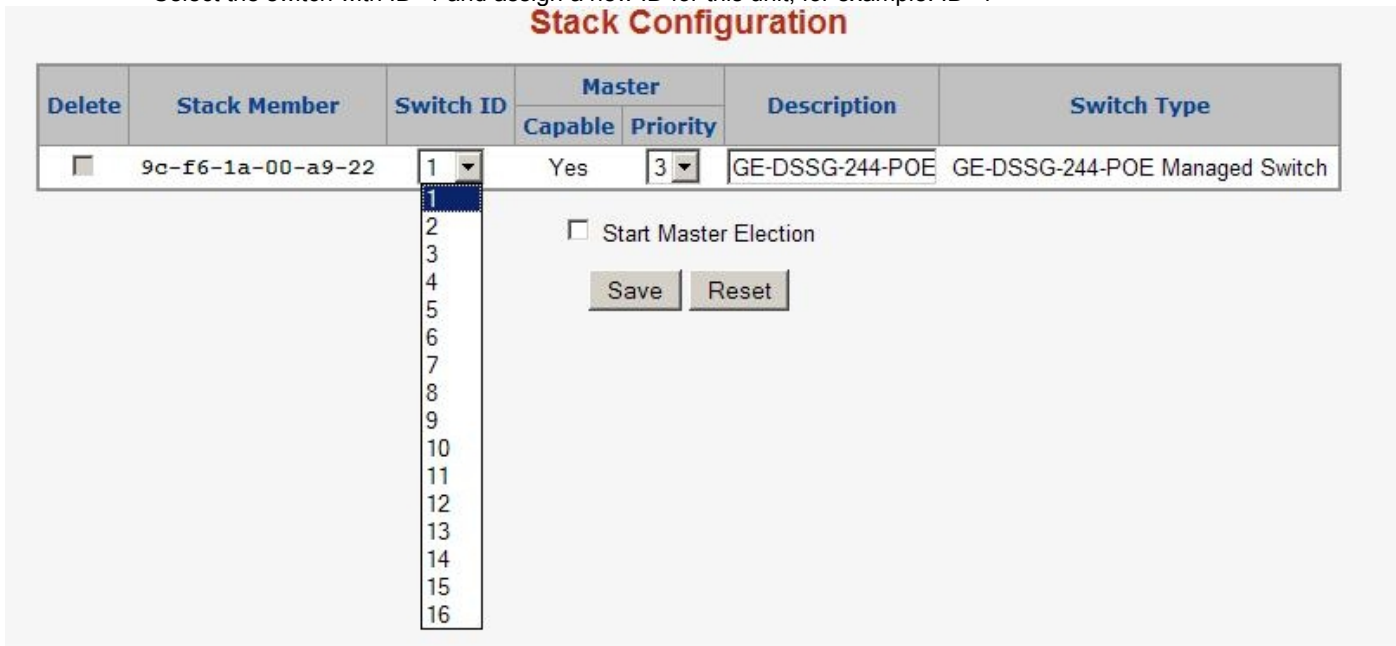 Stack Configuration
Delete Stack Member Switch ID Master Description Switch Type
Capable Priority
9c-f6-1a-00-a9-22 1 Yes 3 GE-DSSG-244-POE GE-DSSG-244-POE Managed Switch
1
2 Start Master Election
3
4 Save Reset
5
6
7
8
9
10
11
12
13
14
15
16